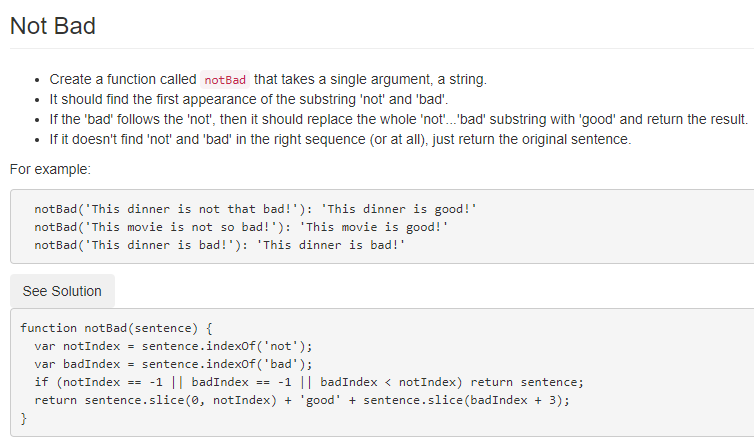 Not Bad
Create a function called notBad that takes a single argument, a string.
It should find the first appearance of the substring 'not' and 'bad'.
If the 'bad' follows the 'not', then it should replace the whole 'not'...'bad' substring with 'good' and return the result.
If it doesn't find 'not' and 'bad' in the right sequence (or at all), just return the original sentence.
For example:
notBad('This dinner is not that bad!'): 'This dinner is good!'
notBad('This movie is not so bad!'): 'This movie is good!'
notBad('This dinner is bad!'): 'This dinner is bad!'
See Solution
function notBad(sentence) {
  var notIndex = sentence.indexOf('not');
  var badIndex = sentence.indexOf('bad');
  if (notIndex == -1 || badIndex == -1 || badIndex < notIndex) return sentence;
  return sentence.slice(0, notIndex) + 'good' + sentence.slice(badIndex + 3);
}